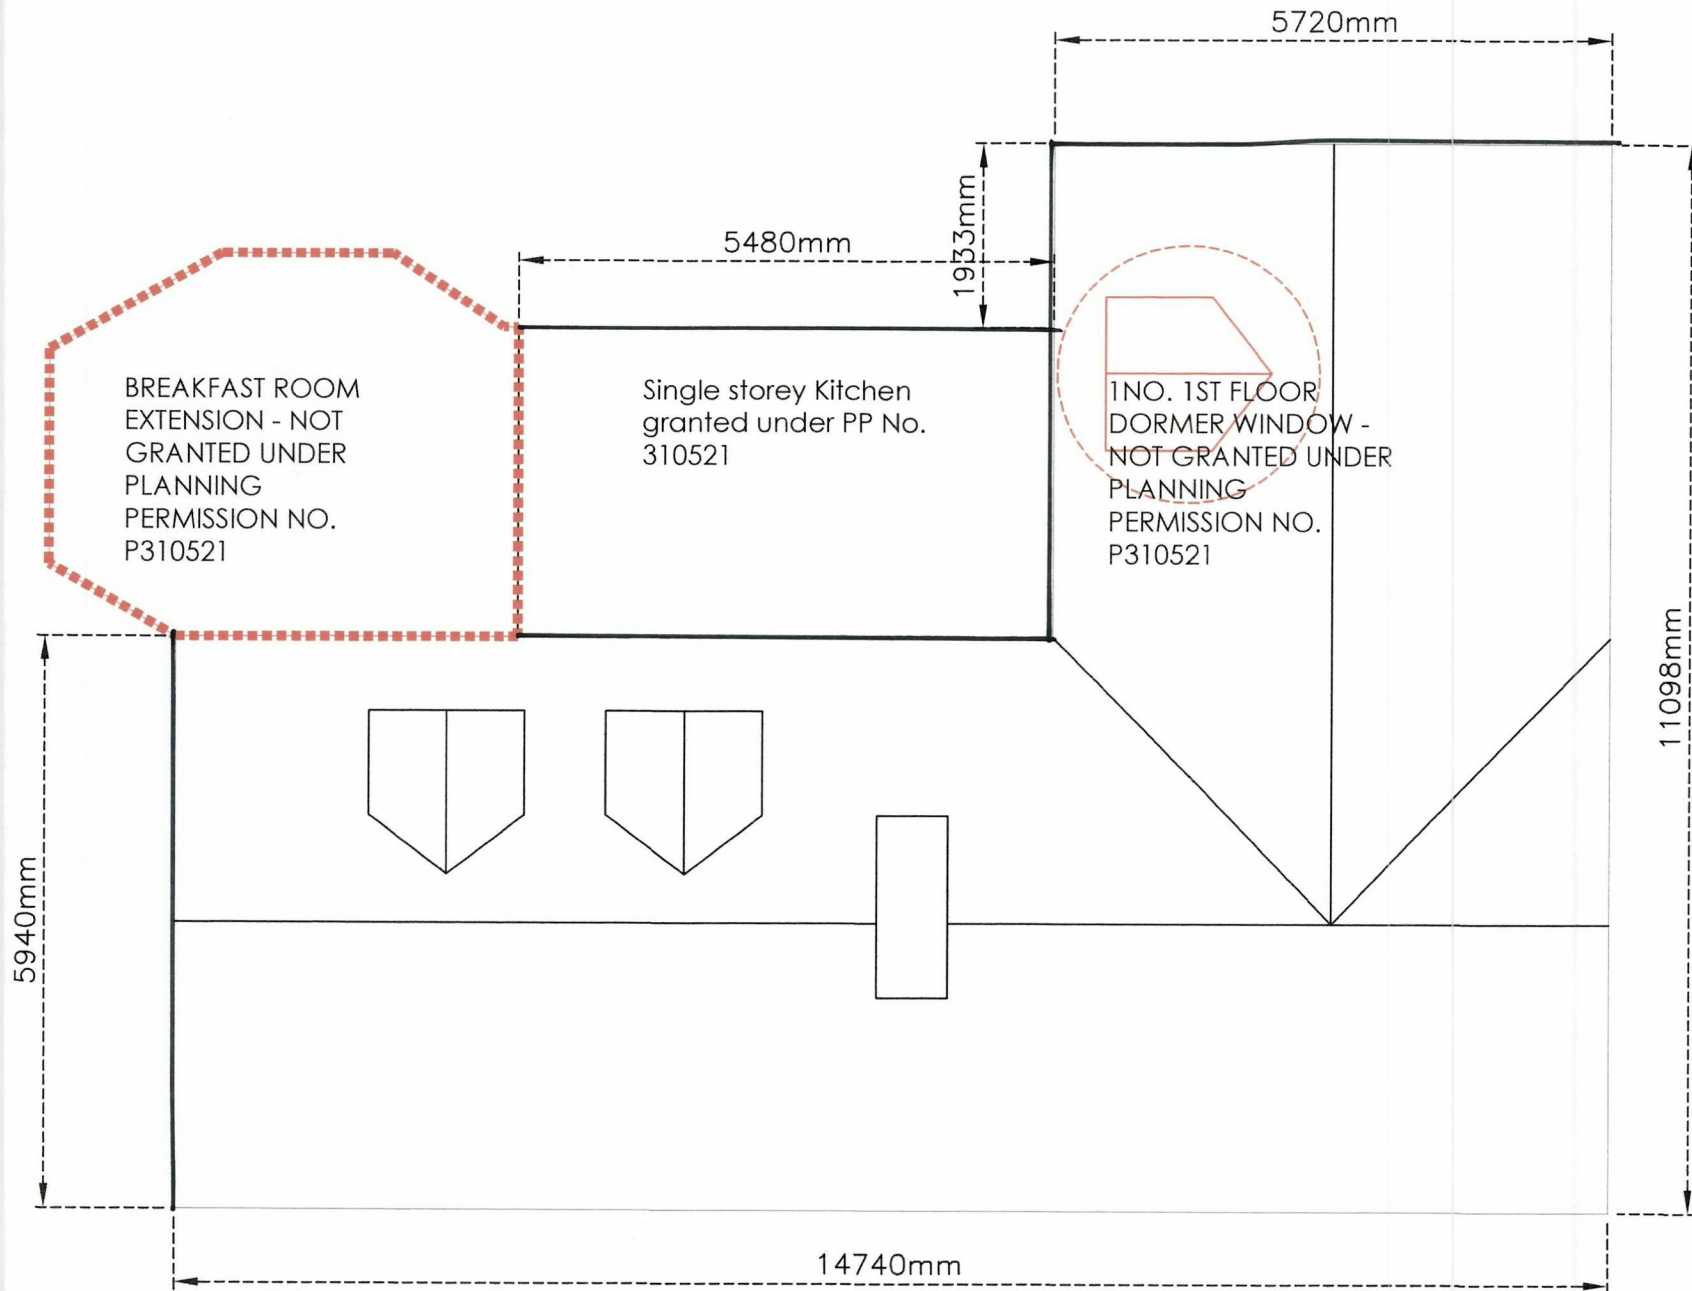 5720mm
5480mm
1933mm
BREAKFAST ROOM
EXTENSION - NOT
GRANTED UNDER
PLANNING
PERMISSION NO.
P310521
Single storey Kitchen
granted under PP No.
310521
1NO. 1ST FLOOR
DORMER WINDOW -
NOT GRANTED UNDER
PLANNING
PERMISSION NO.
P310521
11098mm
5940mm
14740mm